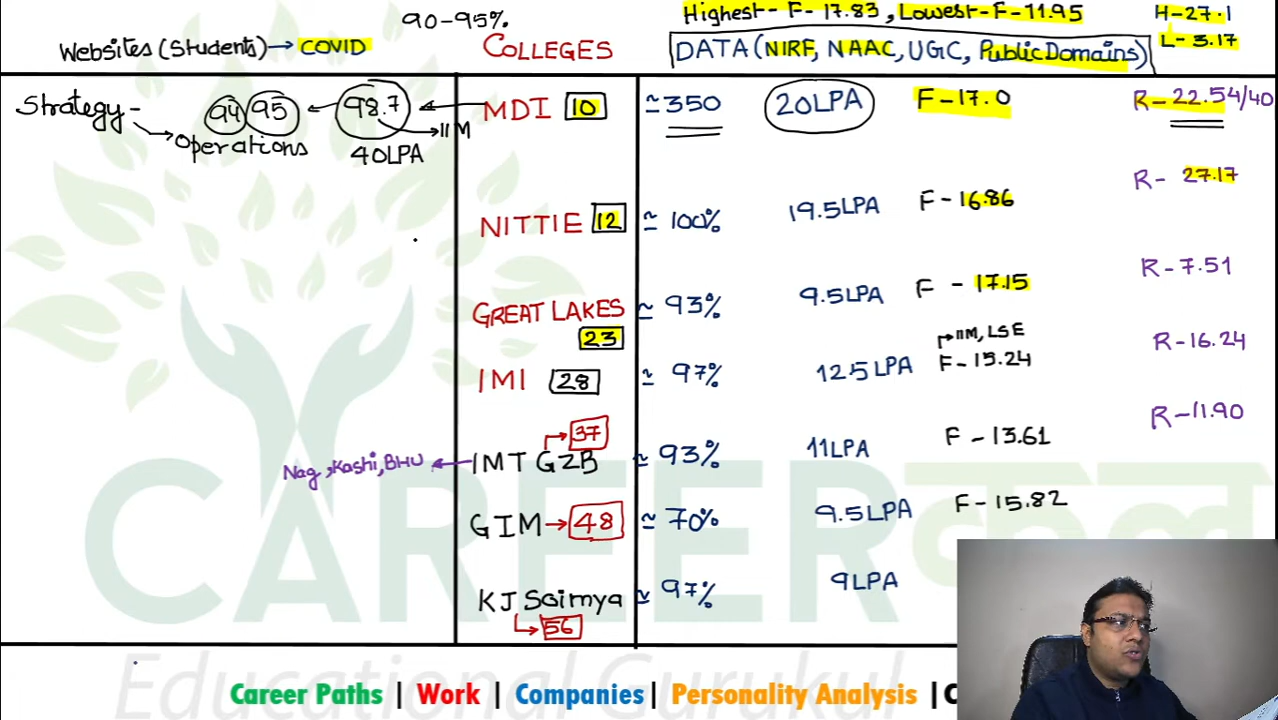 90-95%
Highest- F- 17.83, Lowest-F-11.95
H-27.1
Websites (Students) → COVID
COLLEGES
DATA (NIRF, NAAC, UGC, Public Domains)
L- 3.17
Strategy -
94 95 ← 98.7 ← MDI 10 ≃ 350 20LPA F-17.0 R-22.54/40
→ Operations
→ IIM
40LPA
NITTIE 12 ≃ 100% 19.5LPA F-16.86 R- 27.17
GREAT LAKES 23 ≃ 93% 9.5LPA F - 17.15 R-7.51
IIM, LSE
IMI 28 ≃ 97% 12.5LPA F-15.24 R-16.24
37
Nag, Kashi, BHU ← IMT GZB ≃ 93% 11LPA F-13.61 R-11.90
GIM → 48 ≃ 70% 9.5LPA F-15.82
KJ Soimya ≃ 97% 9LPA
56
CAREER कुल
Educational Gurukul
Career Paths | Work | Companies | Personality Analysis | C